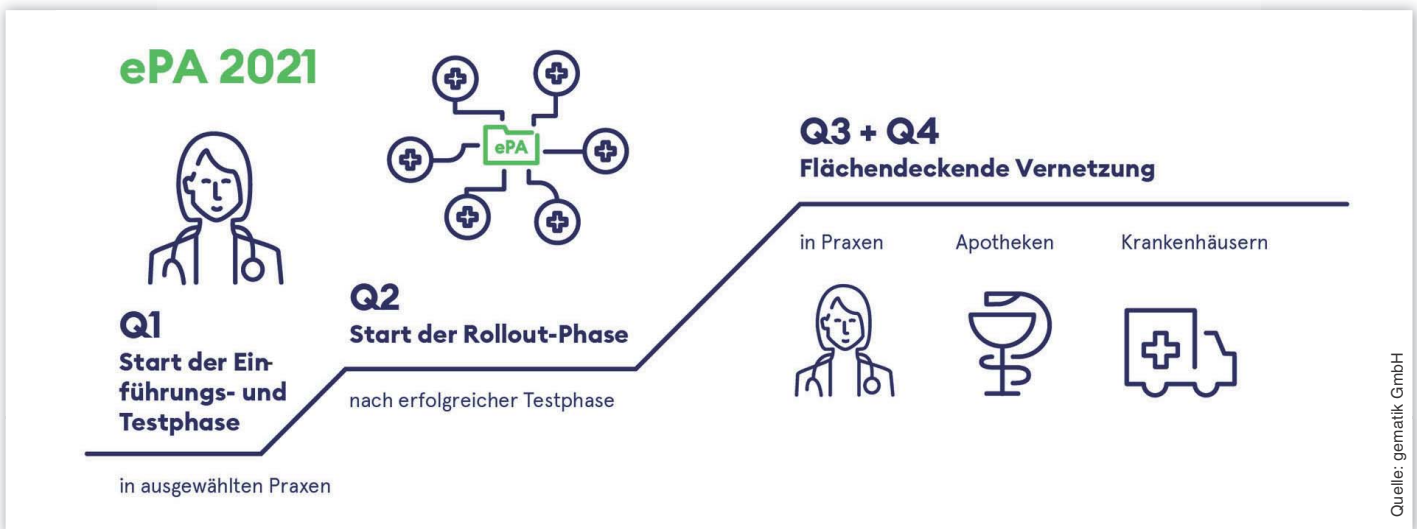 ePA 2021
Q1
Start der Ein-
führungs- und
Testphase
in ausgewählten Praxen
ePA
Q2
Start der Rollout-Phase
nach erfolgreicher Testphase
Q3 + Q4
Flächendeckende Vernetzung
in Praxen
Apotheken
Krankenhäusern
Quelle: gematik GmbH